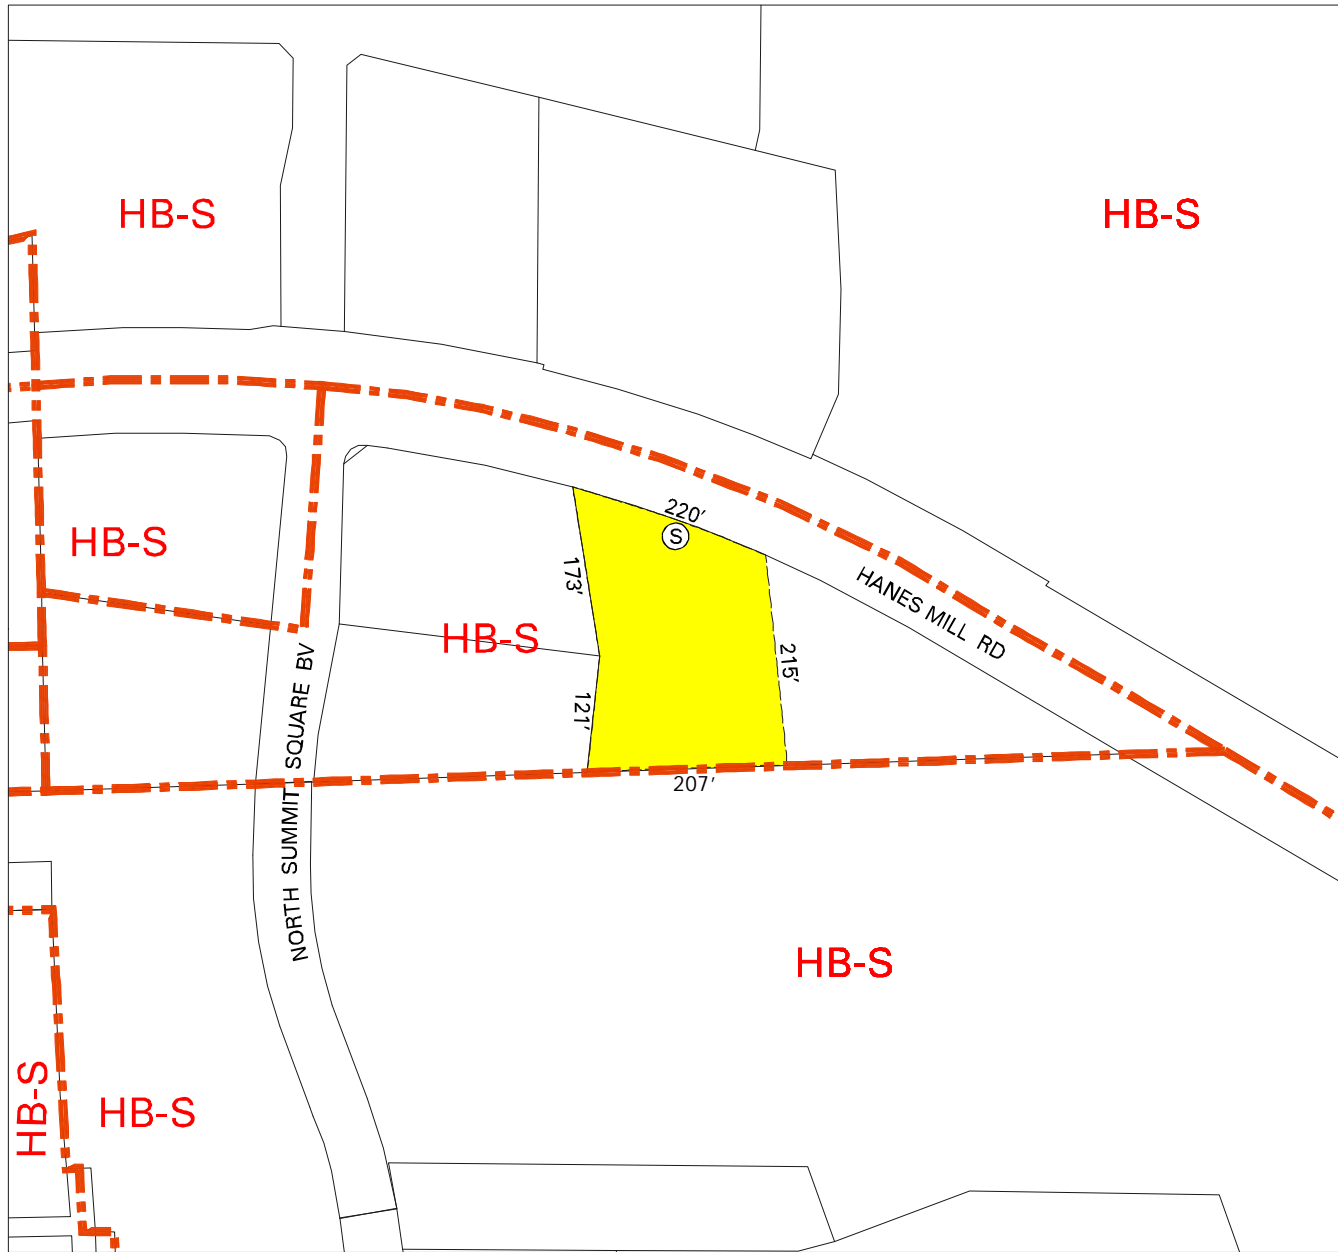 HB-S
HB-S
220'
S
HB-S
173'
HANES MILL RD
HB-S
215'
121'
207'
NORTH SUMMIT SQUARE BV
HB-S
HB-S
HB-S